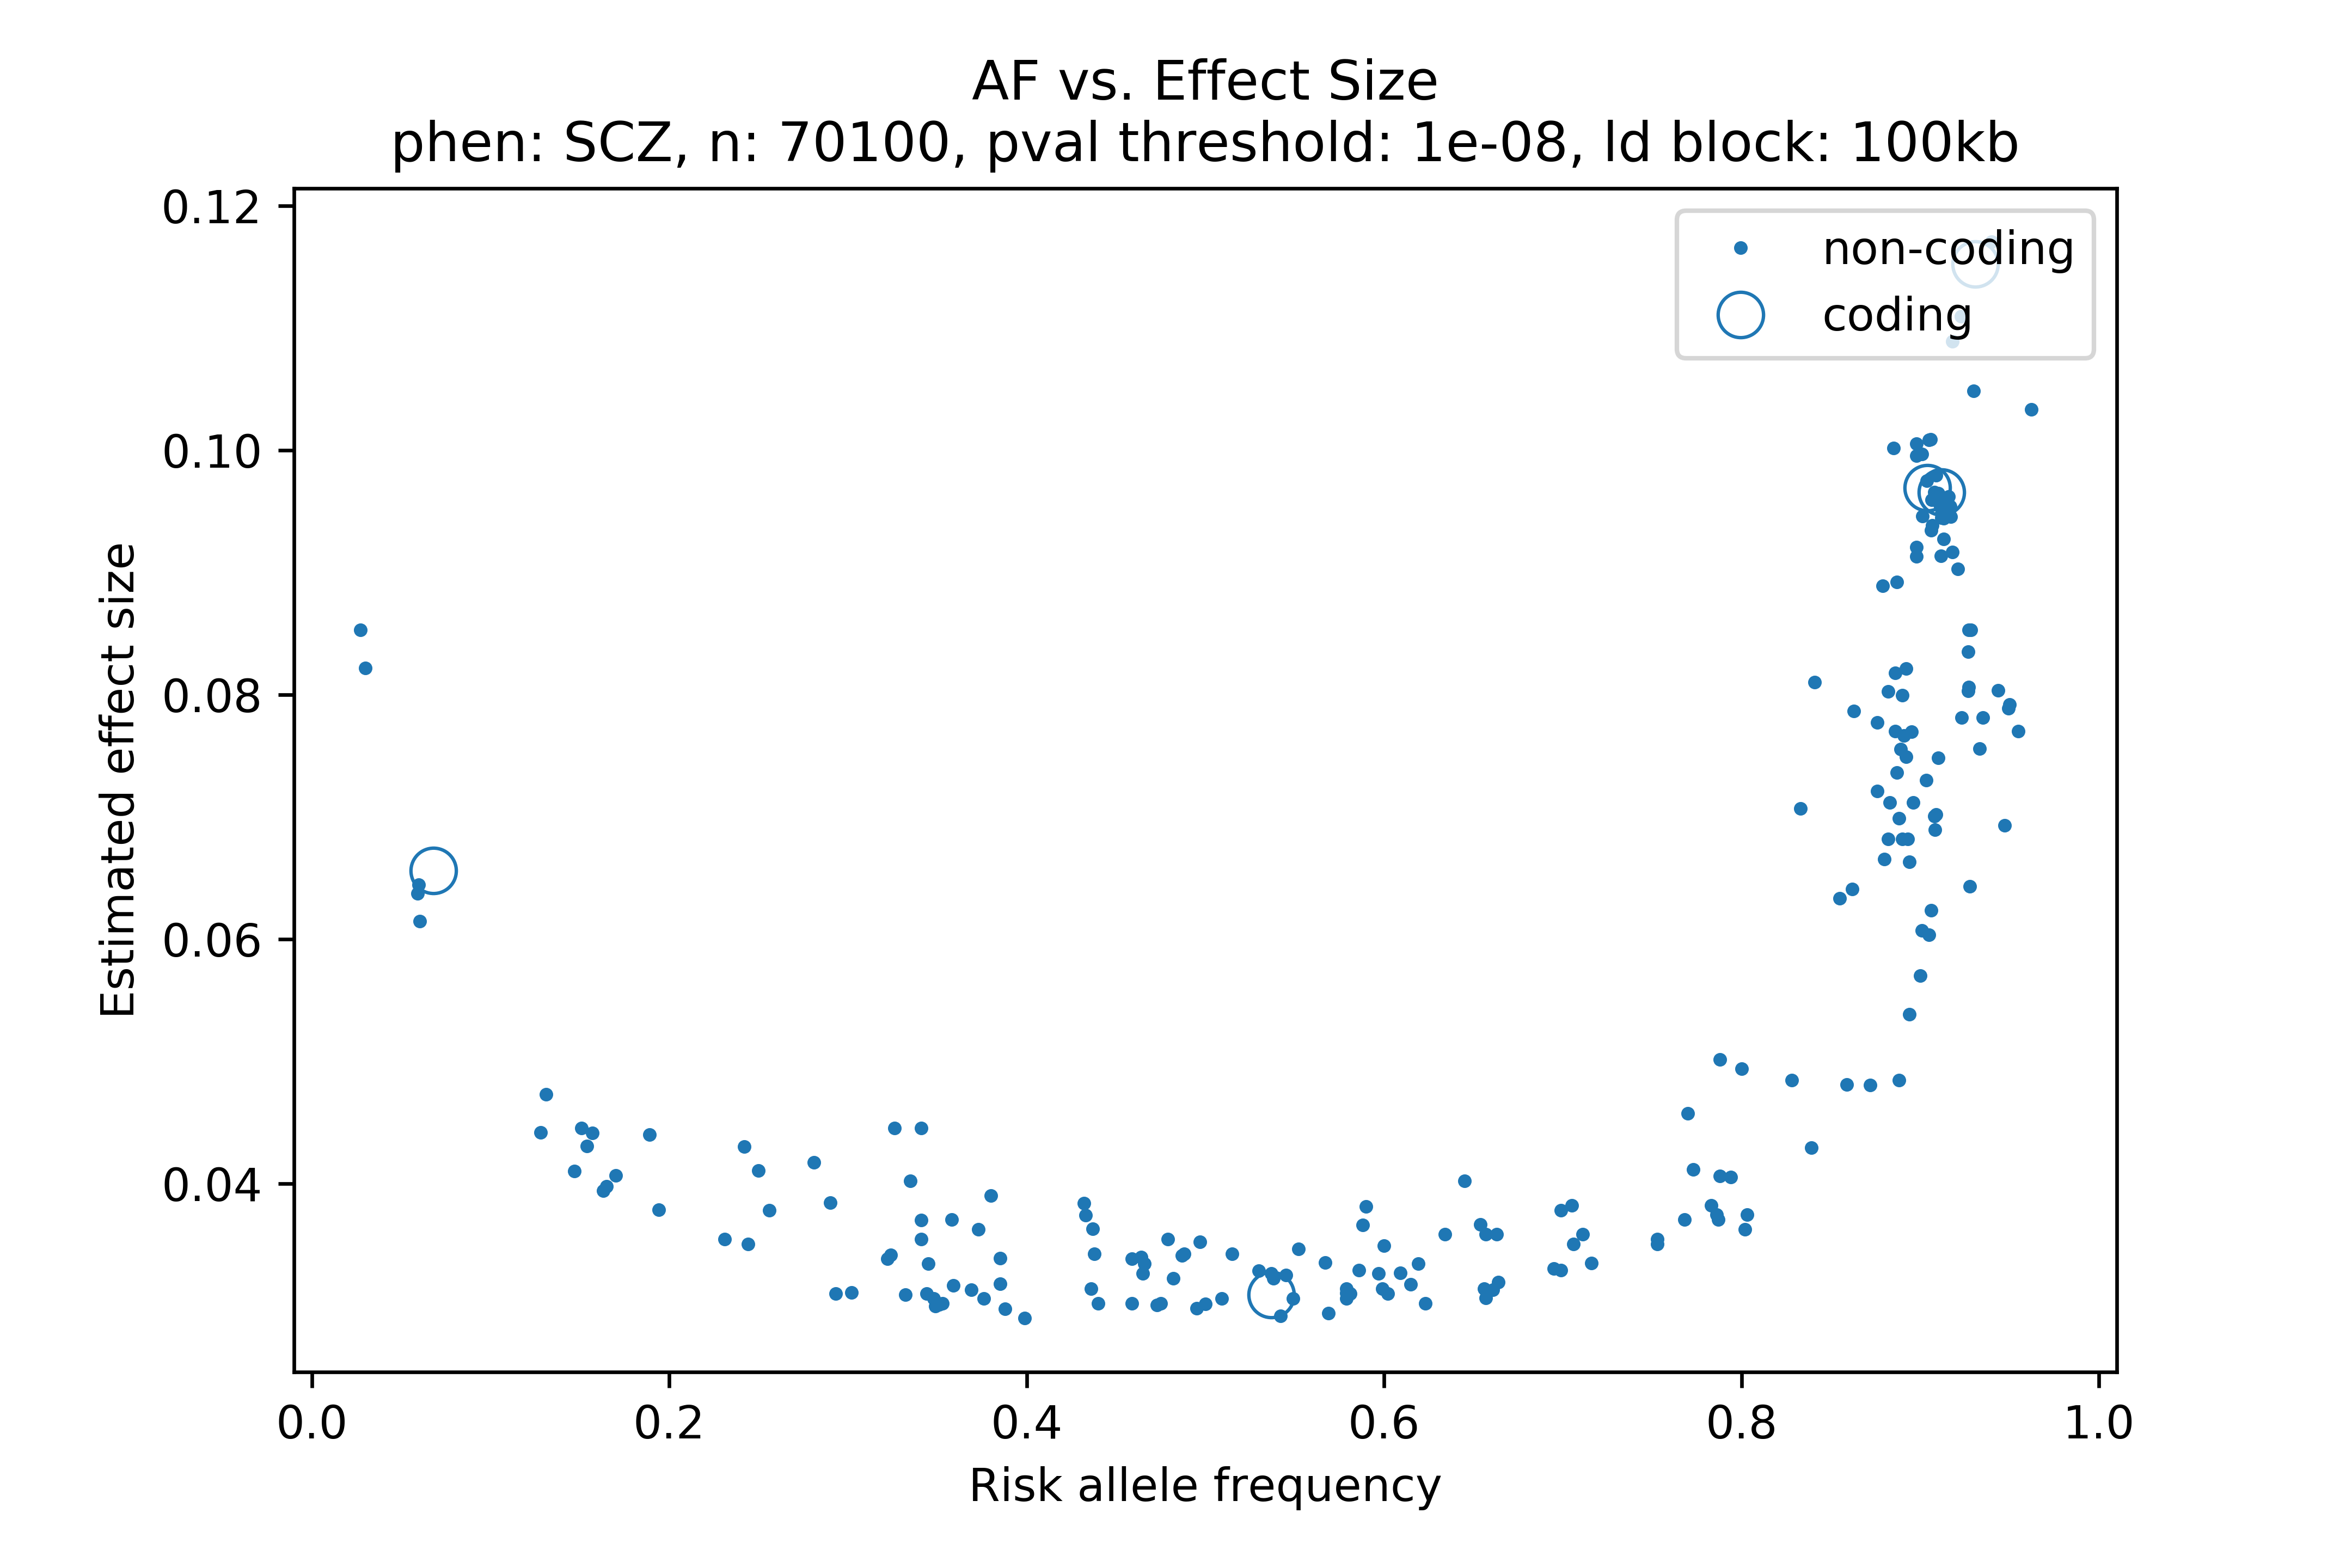 AF vs. Effect Size
phen: SCZ, n: 70100, pval threshold: 1e-08, ld block: 100kb
non-coding
coding
0.12
0.10
0.08
0.06
0.04
Estimated effect size
0.0 0.2 0.4 0.6 0.8 1.0
Risk allele frequency